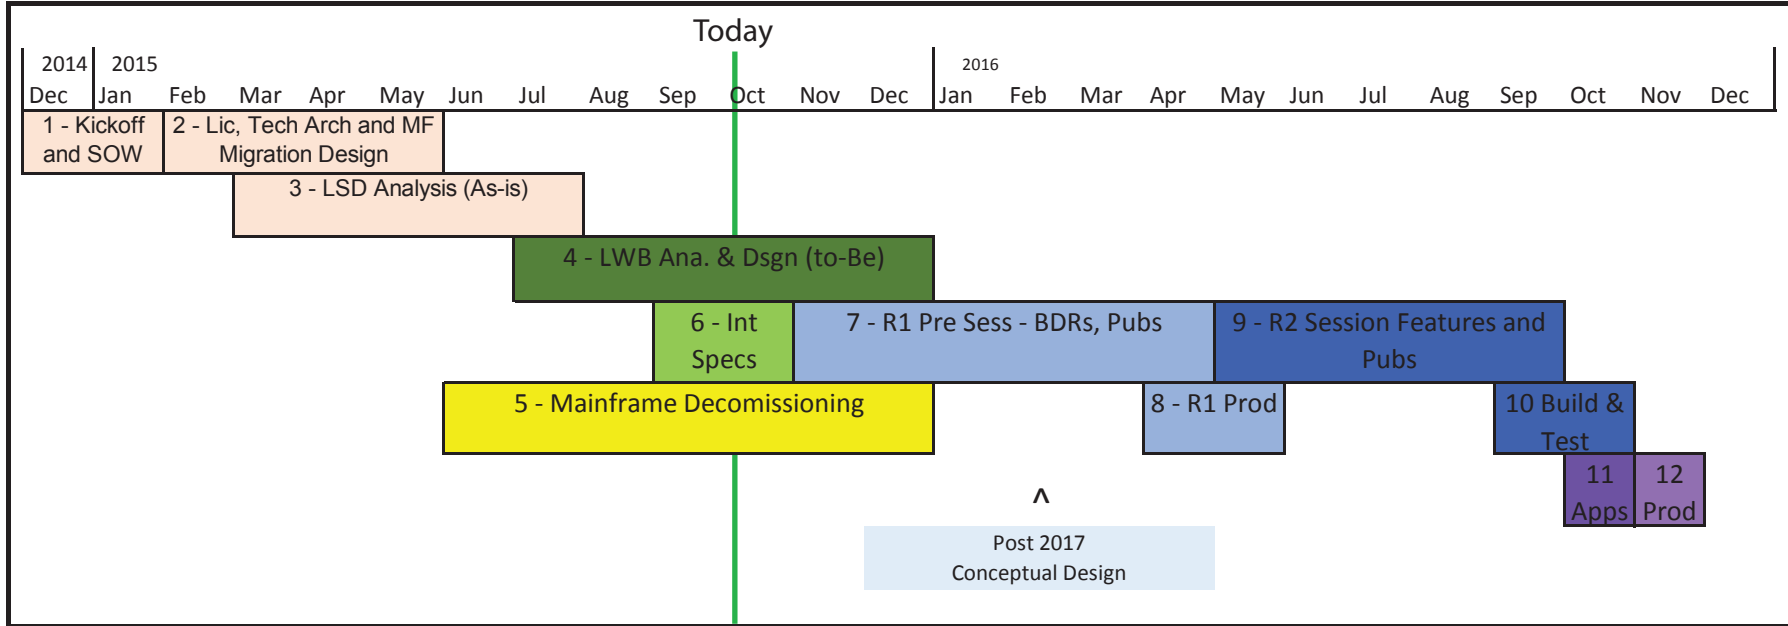 Today
2014 2015 2016
Dec Jan Feb Mar Apr May Jun Jul Aug Sep Oct Nov Dec Jan Feb Mar Apr May Jun Jul Aug Sep Oct Nov Dec
1 - Kickoff
and SOW
2 - Lic, Tech Arch and MF
Migration Design
3 - LSD Analysis (As-is)
4 - LWB Ana. & Dsgn (to-Be)
6 - Int
Specs
7 - R1 Pre Sess - BDRs, Pubs
9 - R2 Session Features and
Pubs
5 - Mainframe Decomissioning
8 - R1 Prod
10 Build &
Test
11
Apps
12
Prod
^
Post 2017
Conceptual Design